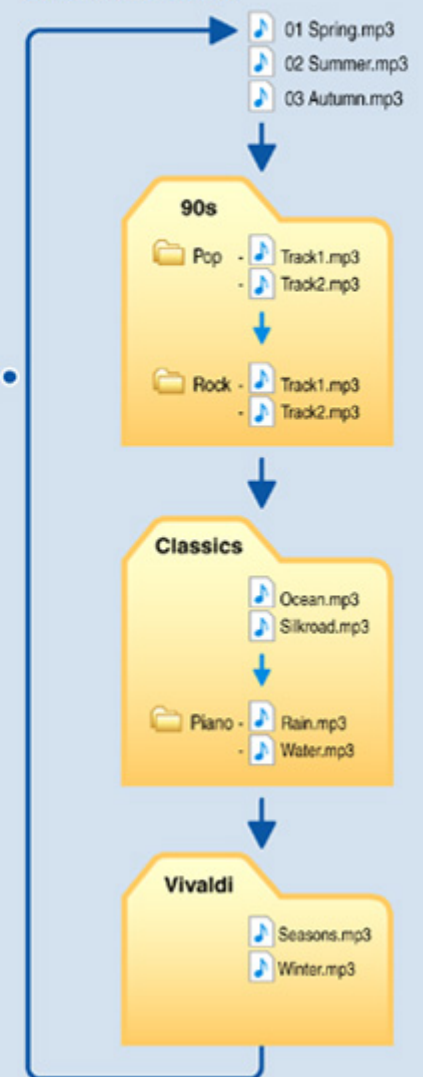 01 Spring.mp3
02 Summer.mp3
03 Autumn.mp3
90s
Pop - Track1.mp3
- Track2.mp3
Rock - Track1.mp3
- Track2.mp3
Classics
Ocean.mp3
Silkroad.mp3
Piano - Rain.mp3
- Water.mp3
Vivaldi
Seasons.mp3
Winter.mp3